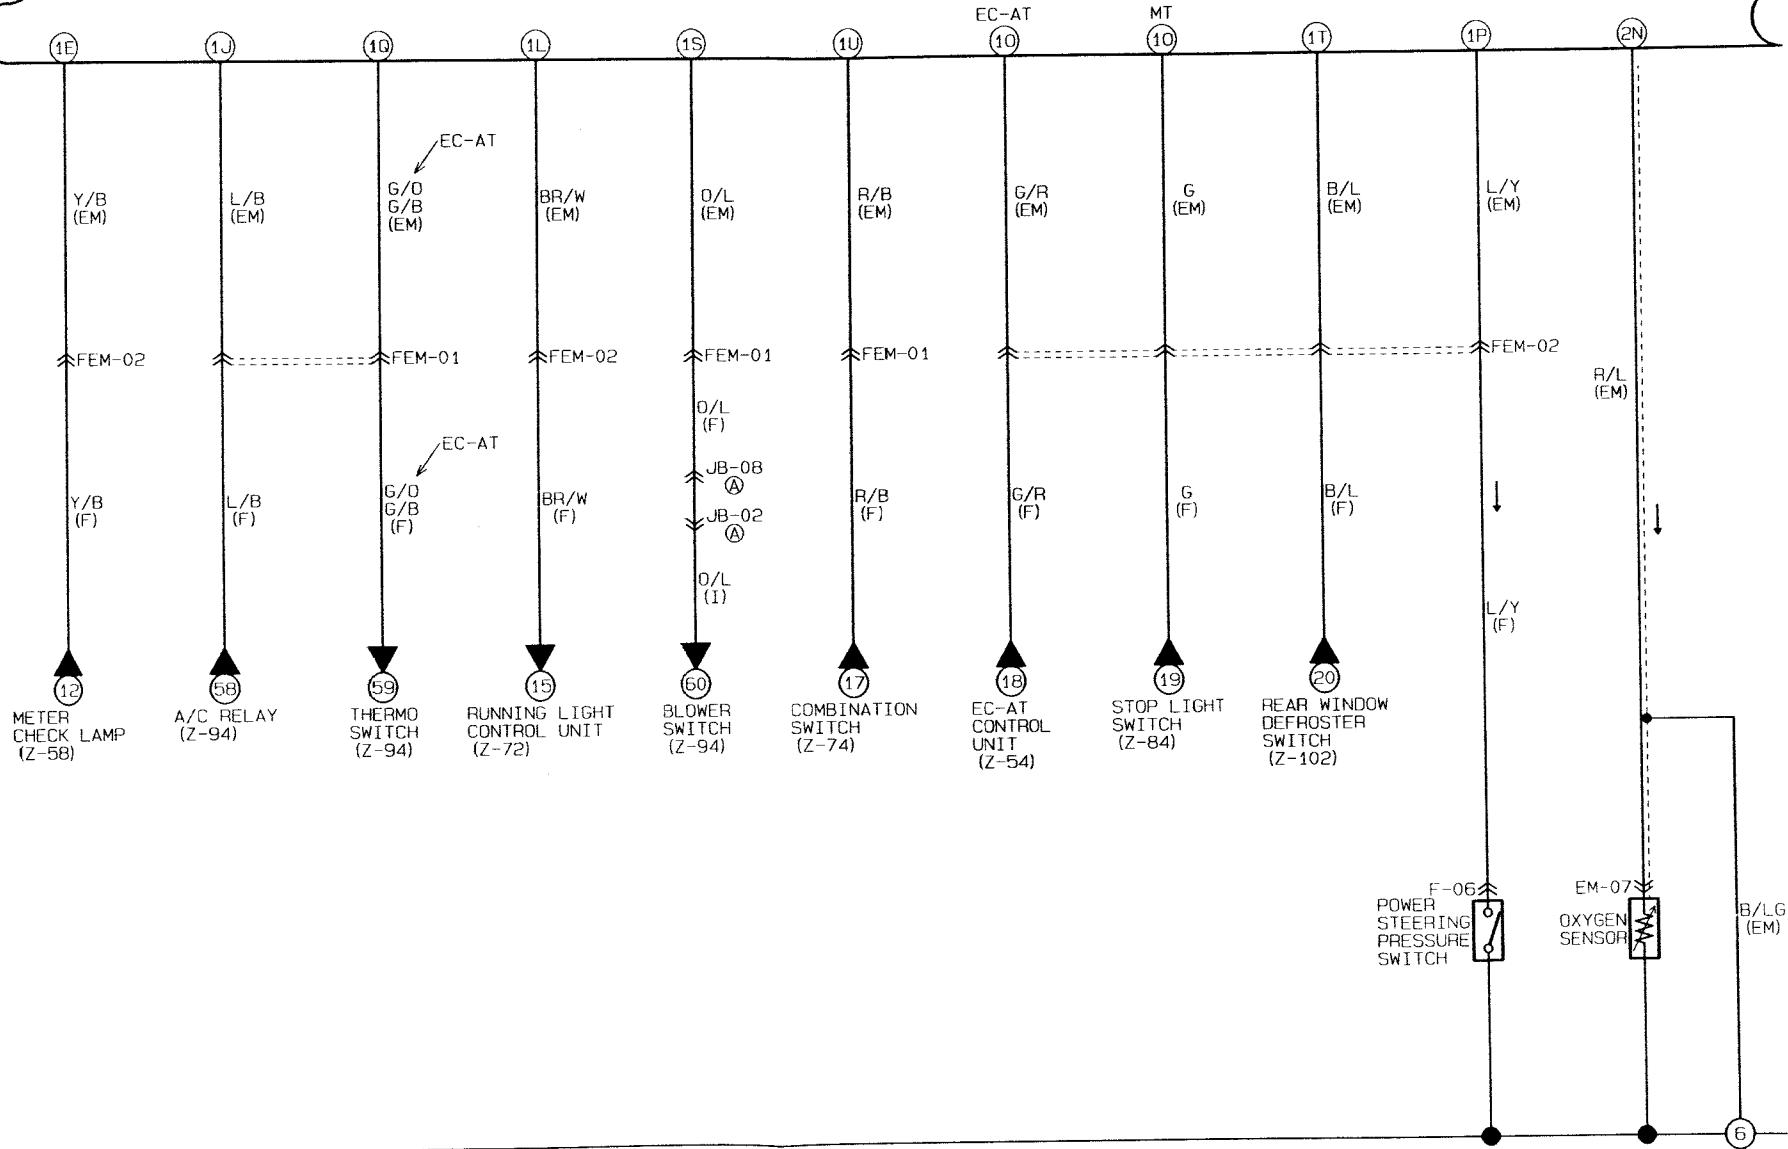 EC-AT MT
1E 1J 1Q 1L 1S 1U 1O 1O 1T 1P 2N
EC-AT
Y/B
(EM)
L/B
(EM)
G/O
G/B
(EM)
BR/W
(EM)
O/L
(EM)
R/B
(EM)
G/R
(EM)
G
(EM)
B/L
(EM)
L/Y
(EM)
FEM-02 FEM-01 FEM-02 FEM-01 FEM-01 FEM-02
R/L
(EM)
O/L
(F)
EC-AT
JB-08
A
JB-02
A
Y/B
(F)
L/B
(F)
G/O
G/B
(F)
BR/W
(F)
R/B
(F)
G/R
(F)
G
(F)
B/L
(F)
O/L
(I)
L/Y
(F)
12
METER
CHECK LAMP
(Z-58)
58
A/C RELAY
(Z-94)
59
THERMO
SWITCH
(Z-94)
15
RUNNING LIGHT
CONTROL UNIT
(Z-72)
60
BLOWER
SWITCH
(Z-94)
17
COMBINATION
SWITCH
(Z-74)
18
EC-AT
CONTROL
UNIT
(Z-54)
19
STOP LIGHT
SWITCH
(Z-84)
20
REAR WINDOW
DEFROSTER
SWITCH
(Z-102)
F-06
POWER
STEERING
PRESSURE
SWITCH
EM-07
OXYGEN
SENSOR
B/LG
(EM)
6